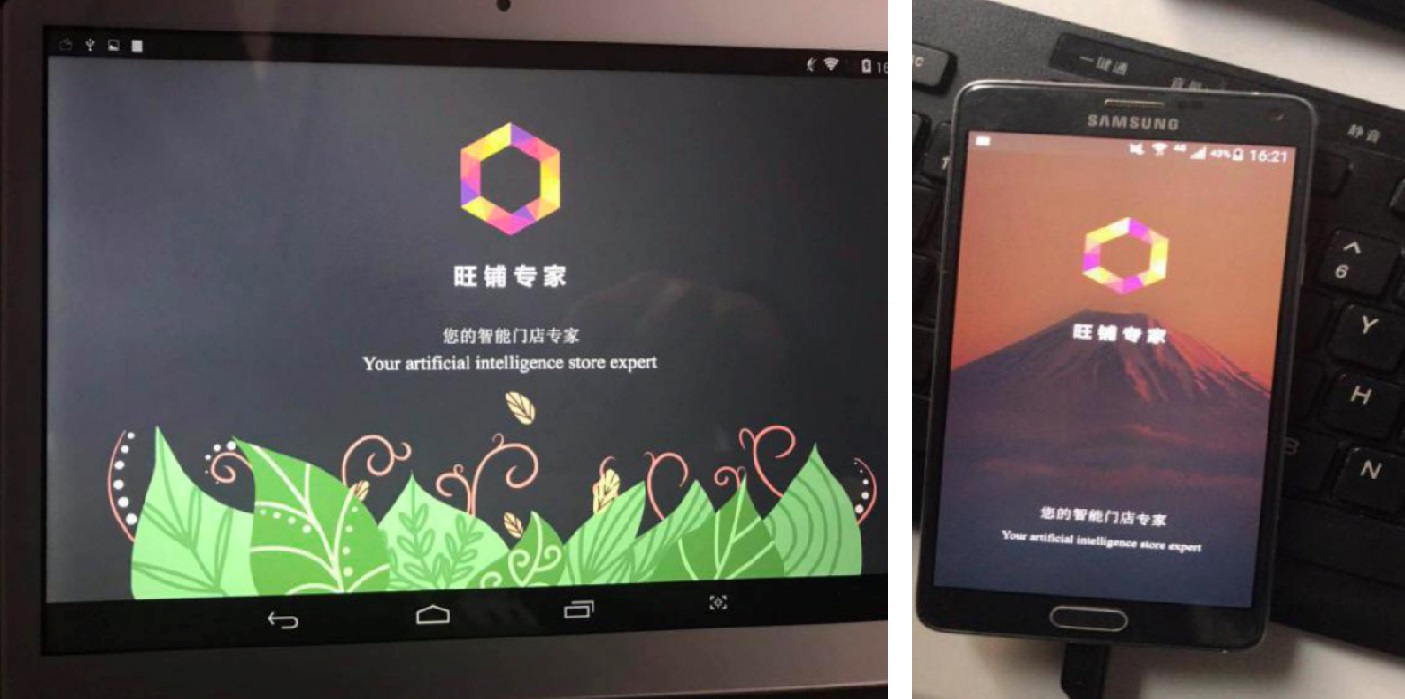 16
旺铺专家
您的智能门店专家
Your artificial intelligence store expert
一键通
静音
SAMSUNG
4G 43% 16:21
旺铺专家
您的智能门店专家
Your artificial intelligence store expert
^
6
Y
H
N